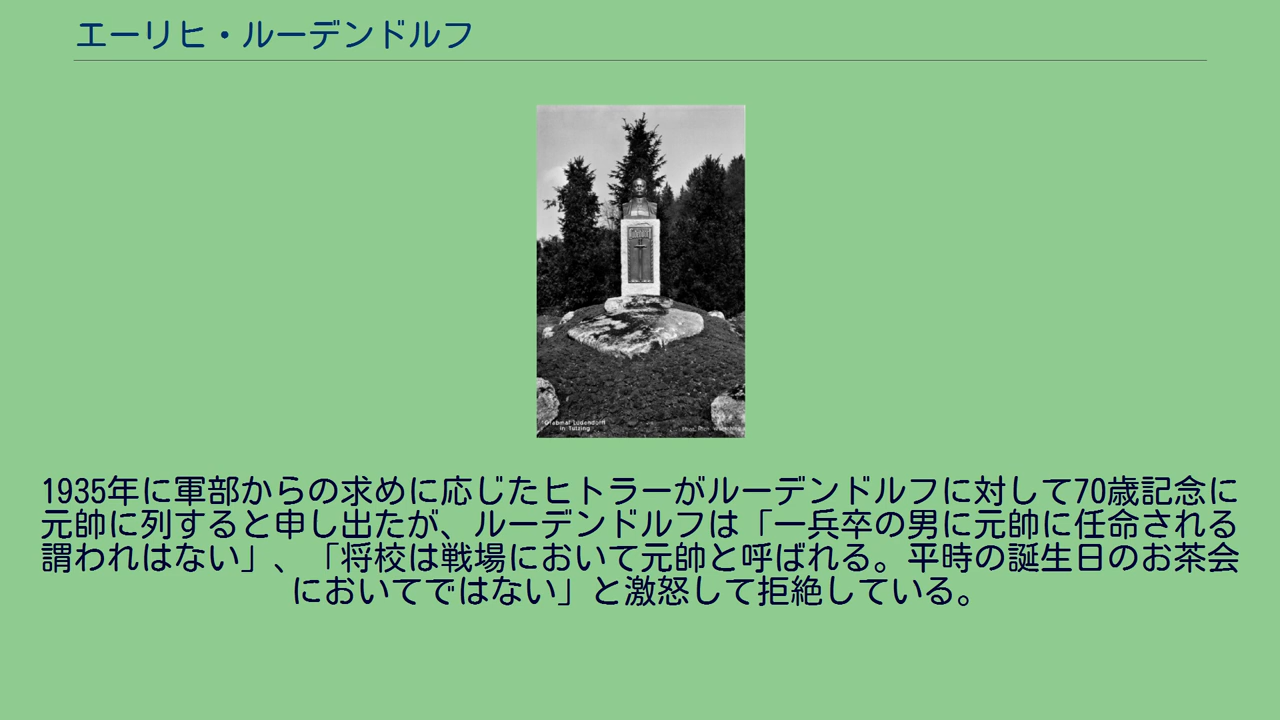 エーリヒ・ルーデンドルフ
Grabmal Ludendorff
in Tutzing
1935年に軍部からの求めに応じたヒトラーがルーデンドルフに対して70歳記念に
元帥に列すると申し出たが、ルーデンドルフは「一兵卒の男に元帥に任命される
謂われはない」、「将校は戦場において元帥と呼ばれる。平時の誕生日のお茶会
においてではない」と激怒して拒絶している。